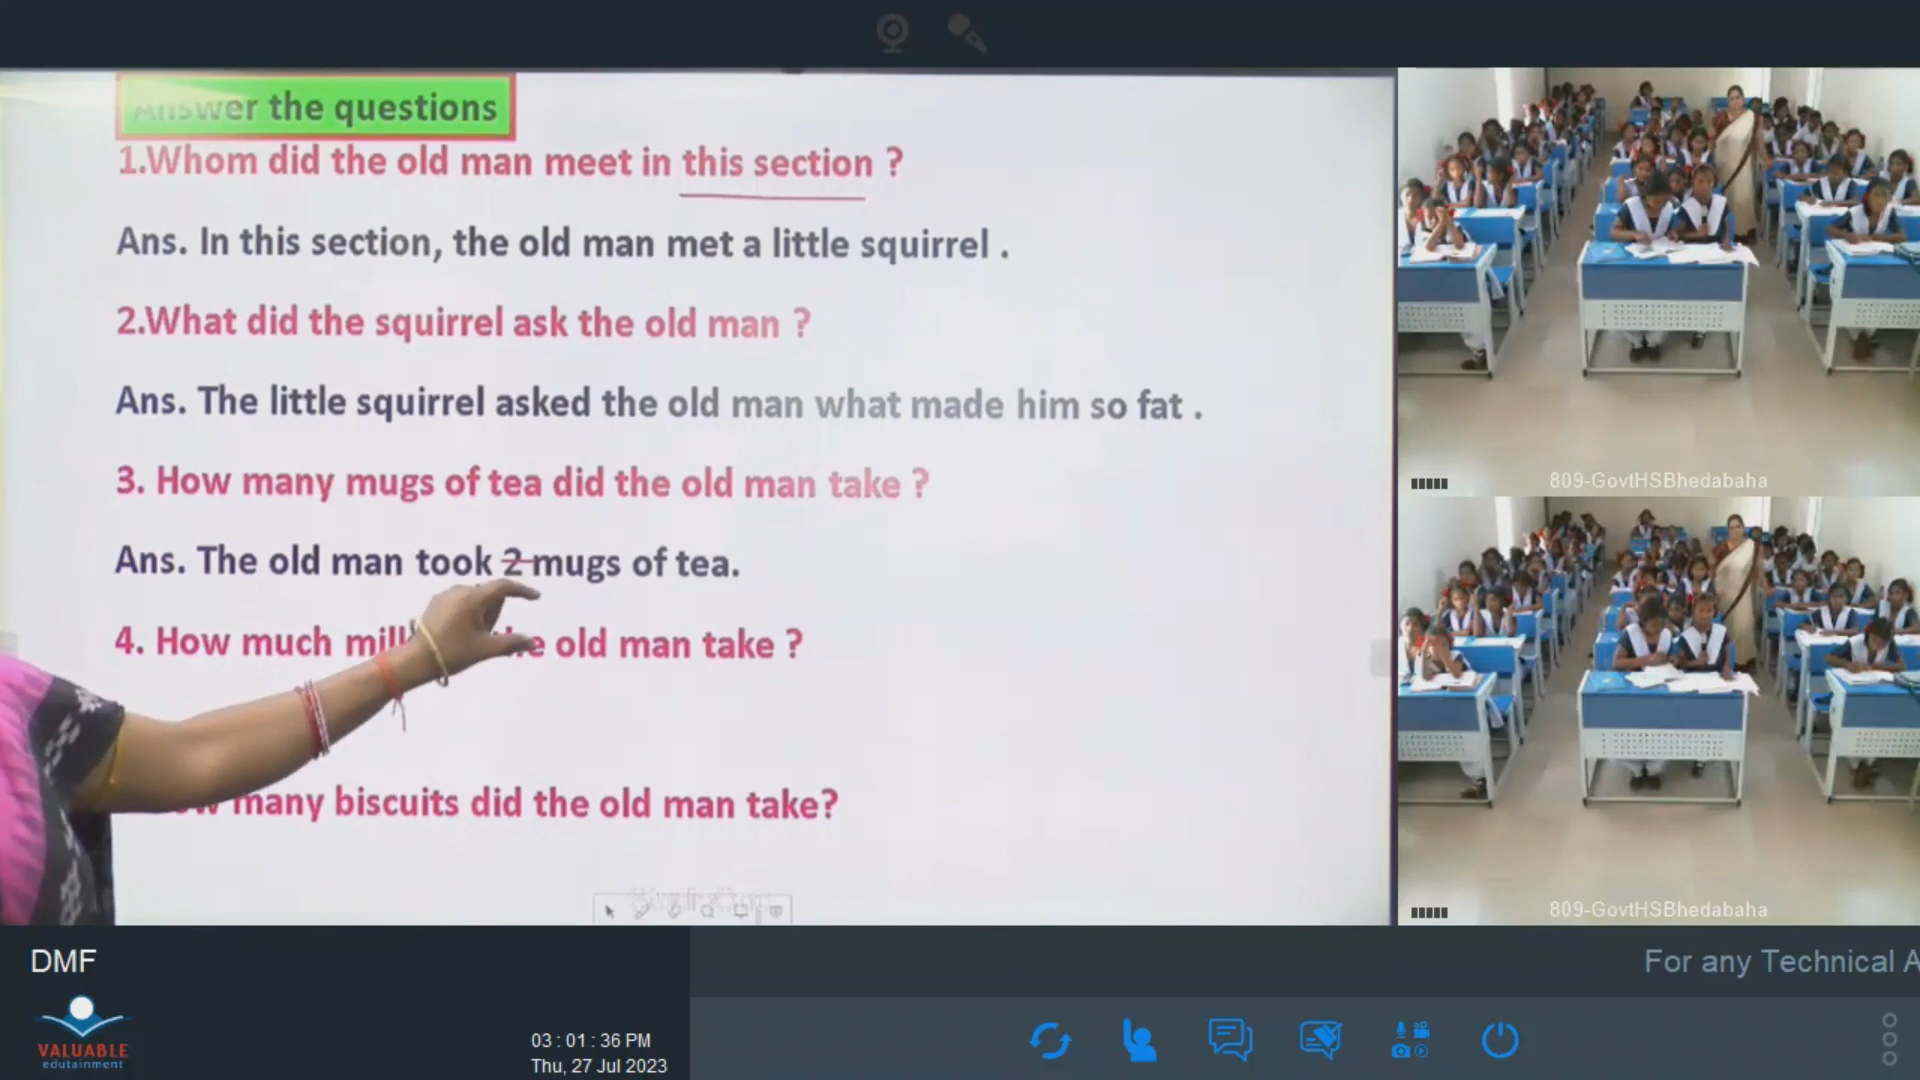 Answer the questions
1.Whom did the old man meet in this section ?
Ans. In this section, the old man met a little squirrel .
2.What did the squirrel ask the old man ?
Ans. The little squirrel asked the old man what made him so fat .
3. How many mugs of tea did the old man take ?
Ans. The old man took 2 mugs of tea.
4. How much the old man take ?
many biscuits did the old man take?
809-GovtHSBhedabaha
809-GovtHSBhedabaha
DMF
For any Technical A
VALUABLE
edutainment
03 : 01 : 36 PM
Thu, 27 Jul 2023